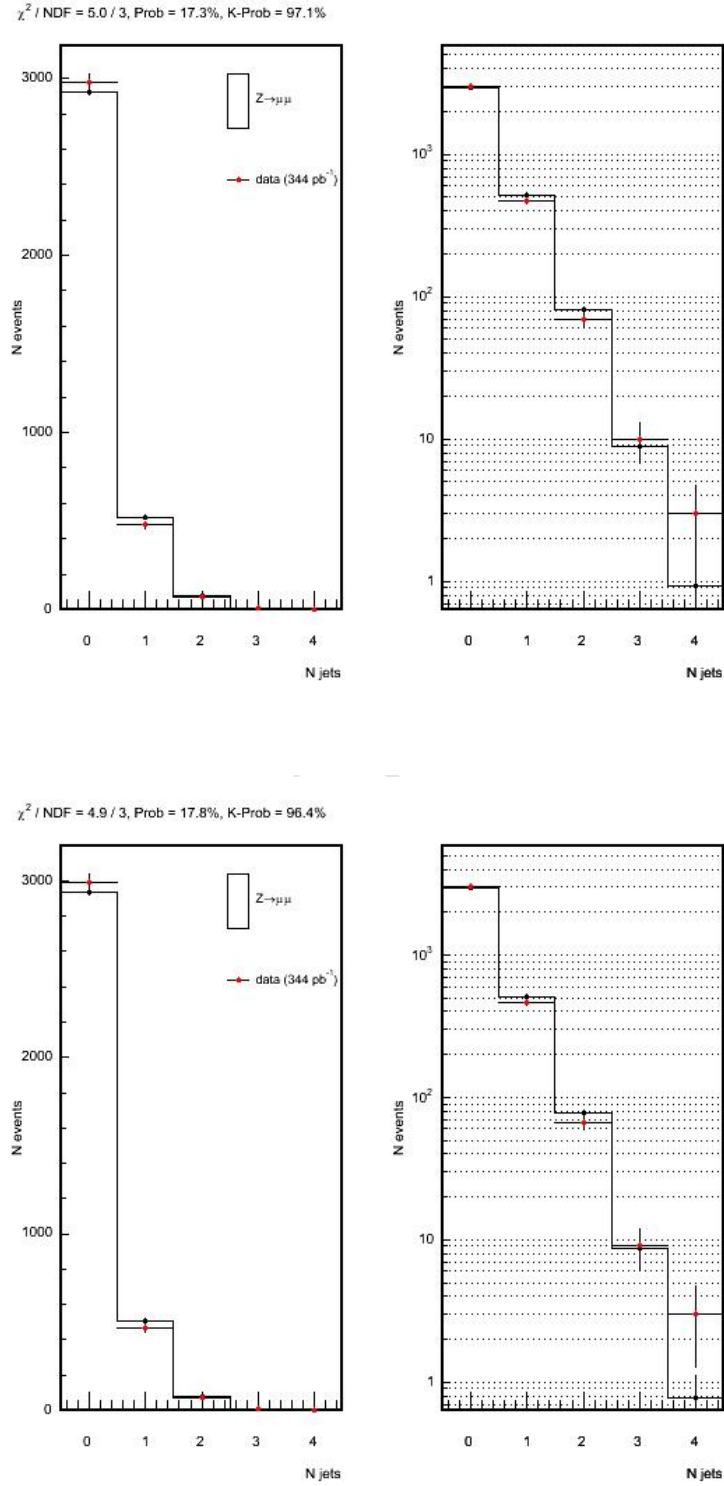 χ² / NDF = 5.0 / 3, Prob = 17.3%, K-Prob = 97.1%
N events
3000
2000
1000
0
Z→μμ
data (344 pb⁻¹)
0 1 2 3 4
N jets
N events
10³
10²
10
1
0 1 2 3 4
N jets
χ² / NDF = 4.9 / 3, Prob = 17.8%, K-Prob = 96.4%
N events
3000
2000
1000
0
Z→μμ
data (344 pb⁻¹)
0 1 2 3 4
N jets
N events
10³
10²
10
1
0 1 2 3 4
N jets